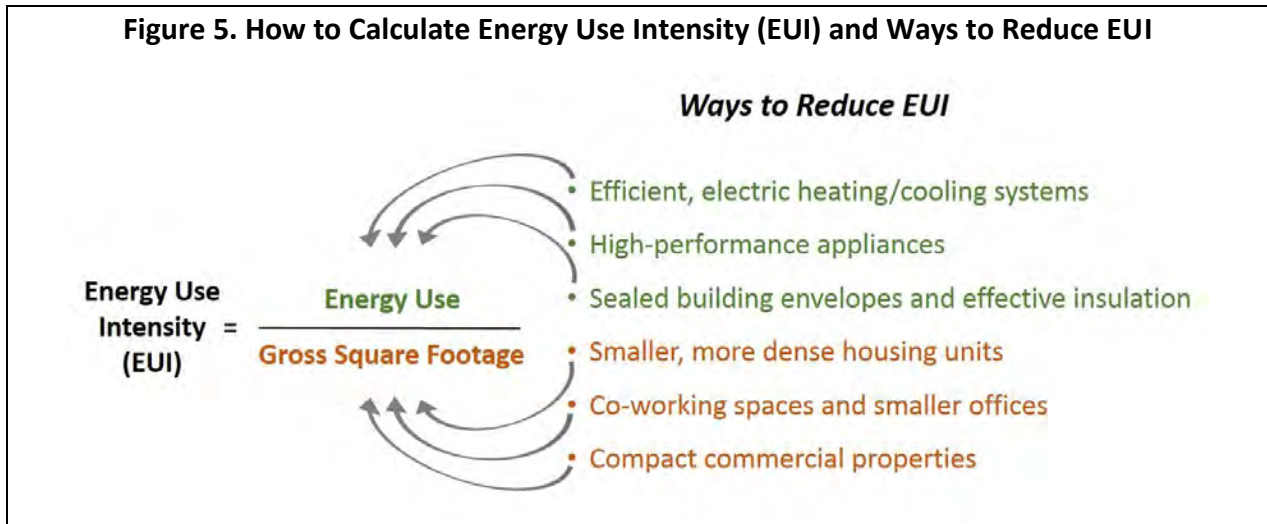 Figure 5. How to Calculate Energy Use Intensity (EUI) and Ways to Reduce EUI
Ways to Reduce EUI
Energy Use
Intensity =
(EUI)
Energy Use
Gross Square Footage
• Efficient, electric heating/cooling systems
• High-performance appliances
• Sealed building envelopes and effective insulation
• Smaller, more dense housing units
• Co-working spaces and smaller offices
• Compact commercial properties